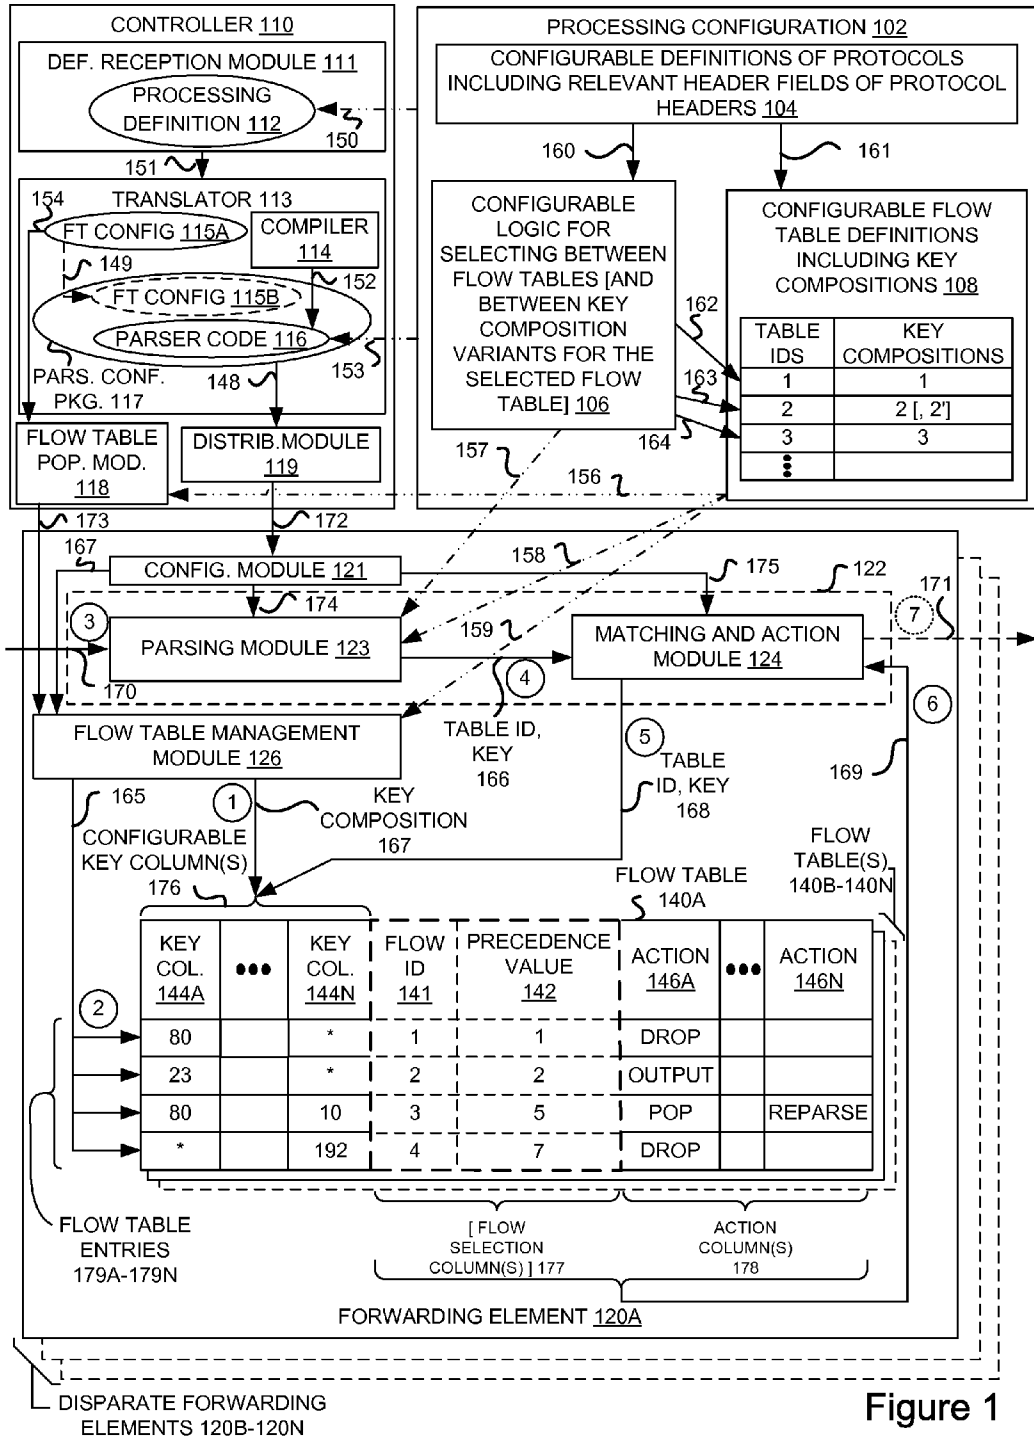 CONTROLLER 110
DEF. RECEPTION MODULE 111
PROCESSING
DEFINITION 112
150
151
TRANSLATOR 113
154
FT CONFIG 115A
COMPILER
114
149
152
FT CONFIG 115B
PARSER CODE 116
153
PARS. CONF.
PKG. 117
148
FLOW TABLE
POP. MOD.
118
DISTRIB.MODULE
119
PROCESSING CONFIGURATION 102
CONFIGURABLE DEFINITIONS OF PROTOCOLS
INCLUDING RELEVANT HEADER FIELDS OF PROTOCOL
HEADERS 104
160
161
CONFIGURABLE
LOGIC FOR
SELECTING BETWEEN
FLOW TABLES [AND
BETWEEN KEY
COMPOSITION
VARIANTS FOR THE
SELECTED FLOW
TABLE] 106
CONFIGURABLE FLOW
TABLE DEFINITIONS
INCLUDING KEY
COMPOSITIONS 108
162
163
164
TABLE
IDS
KEY
COMPOSITIONS
1
1
2
2 [, 2']
3
3
157
156
173
172
167
CONFIG. MODULE 121
158
175
122
171
174
3
PARSING MODULE 123
159
MATCHING AND ACTION
MODULE 124
7
170
4
6
FLOW TABLE MANAGEMENT
MODULE 126
TABLE ID,
KEY
166
5
TABLE
ID, KEY
168
169
165
1
KEY
COMPOSITION
167
CONFIGURABLE
KEY COLUMN(S)
176
FLOW TABLE
140A
FLOW
TABLE(S)
140B-140N
KEY
COL.
144A
KEY
COL.
144N
FLOW
ID
141
PRECEDENCE
VALUE
142
ACTION
146A
ACTION
146N
2
80
*
1
1
DROP
23
*
2
2
OUTPUT
80
10
3
5
POP
REPARSE
*
192
4
7
DROP
FLOW TABLE
ENTRIES
179A-179N
[ FLOW
SELECTION
COLUMN(S) ] 177
ACTION
COLUMN(S)
178
FORWARDING ELEMENT 120A
DISPARATE FORWARDING
ELEMENTS 120B-120N
Figure 1